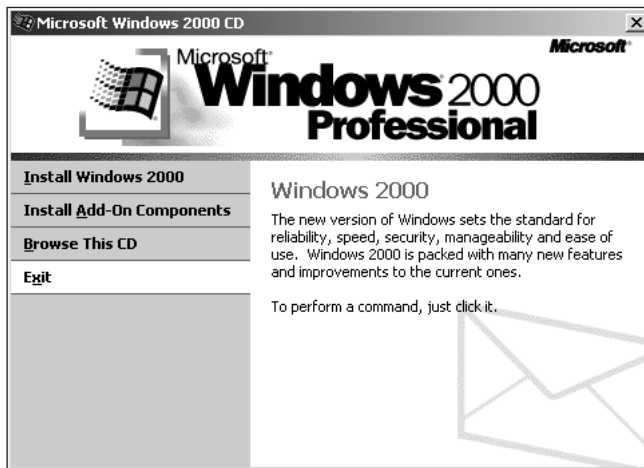 Microsoft Windows 2000 CD
Microsoft
Microsoft
Windows 2000
Professional
Install Windows 2000
Install Add-On Components
Browse This CD
Exit
Windows 2000
The new version of Windows sets the standard for
reliability, speed, security, manageability and ease of
use. Windows 2000 is packed with many new features
and improvements to the current ones.
To perform a command, just click it.